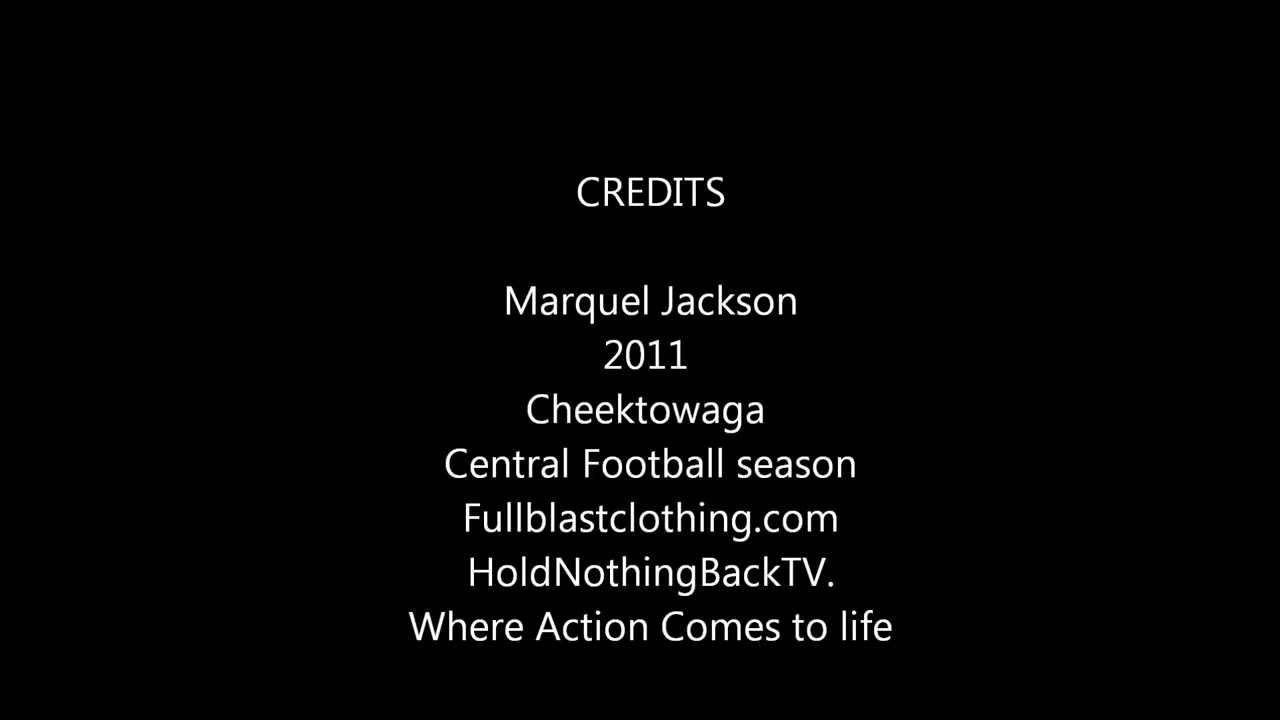 CREDITS
Marquel Jackson
2011
Cheektowaga
Central Football season
Fullblastclothing.com
HoldNothingBackTV.
Where Action Comes to life